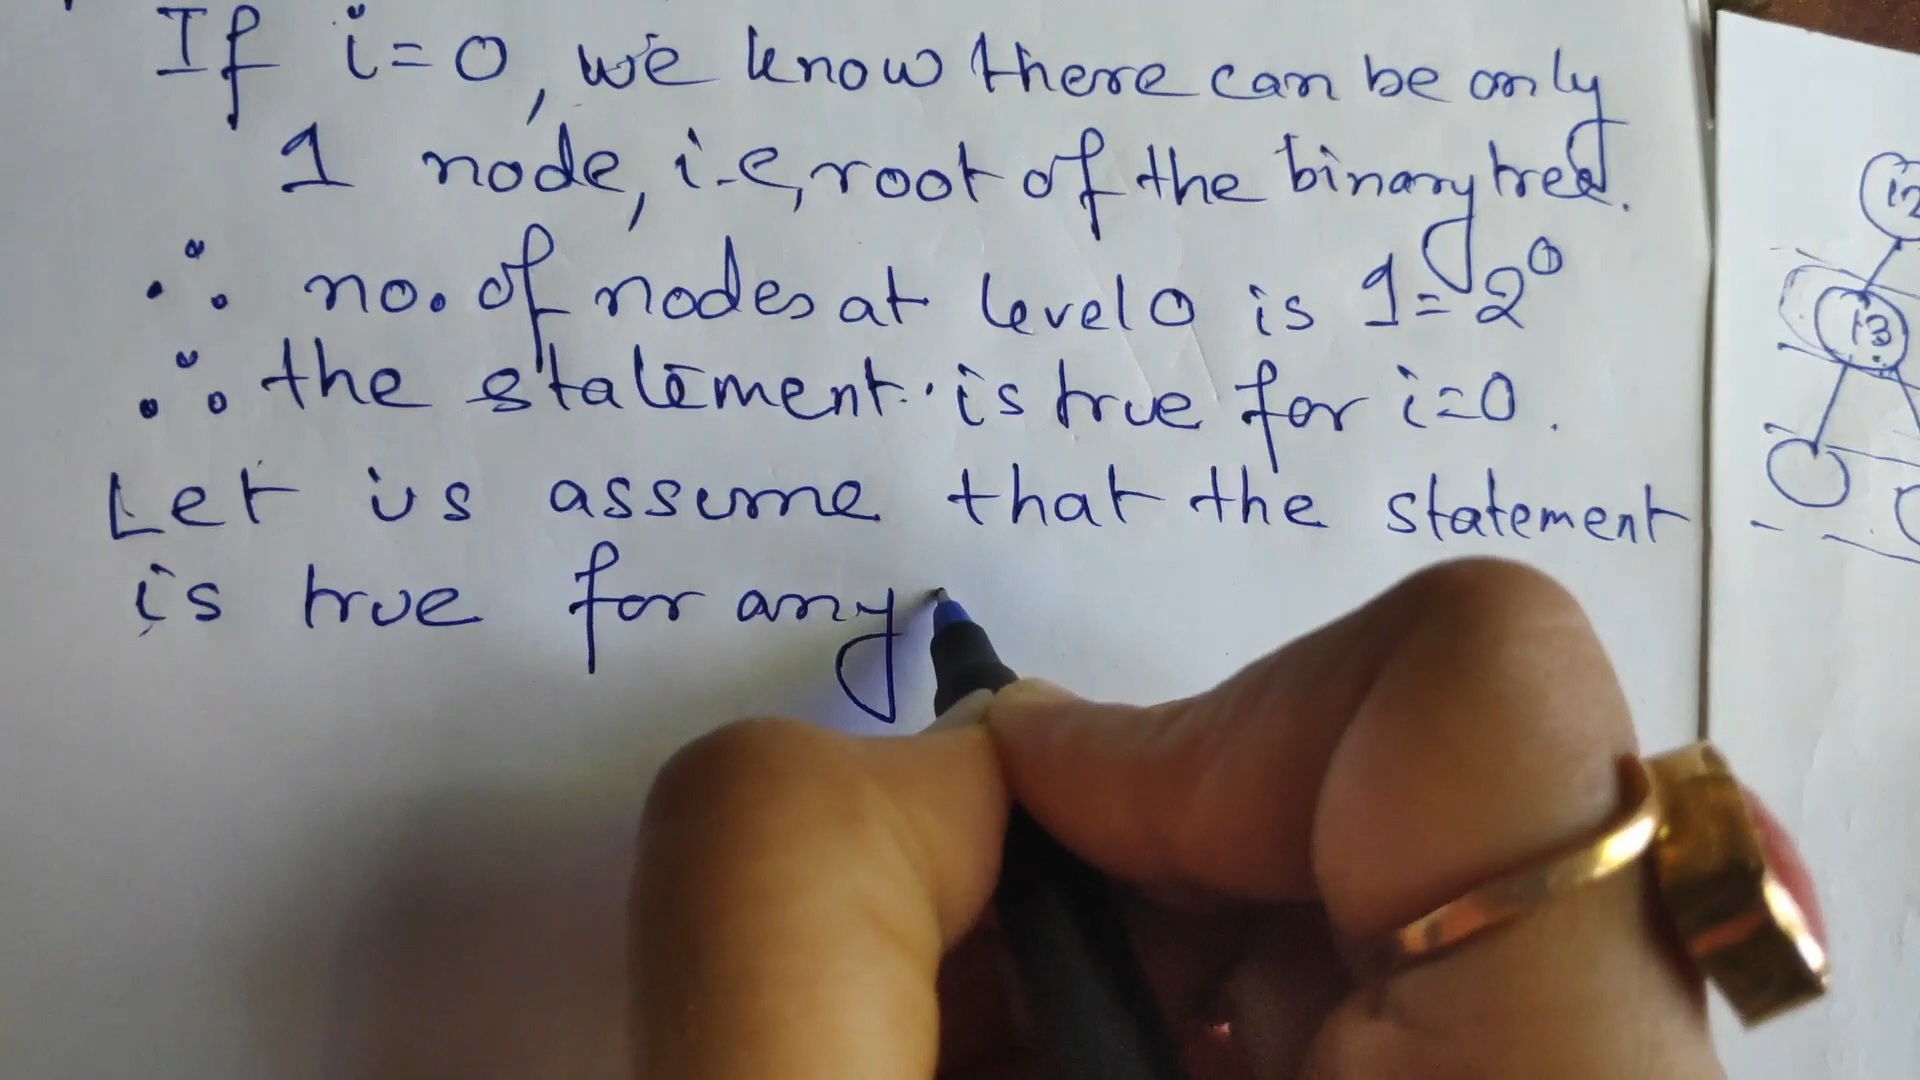 If i=0, we know there can be only
1 node, i.e, root of the binary tree.
∴ no. of nodes at level 0 is 1=2⁰
∴ the statement is true for i=0.
Let us assume that the statement
is true for any
12
13